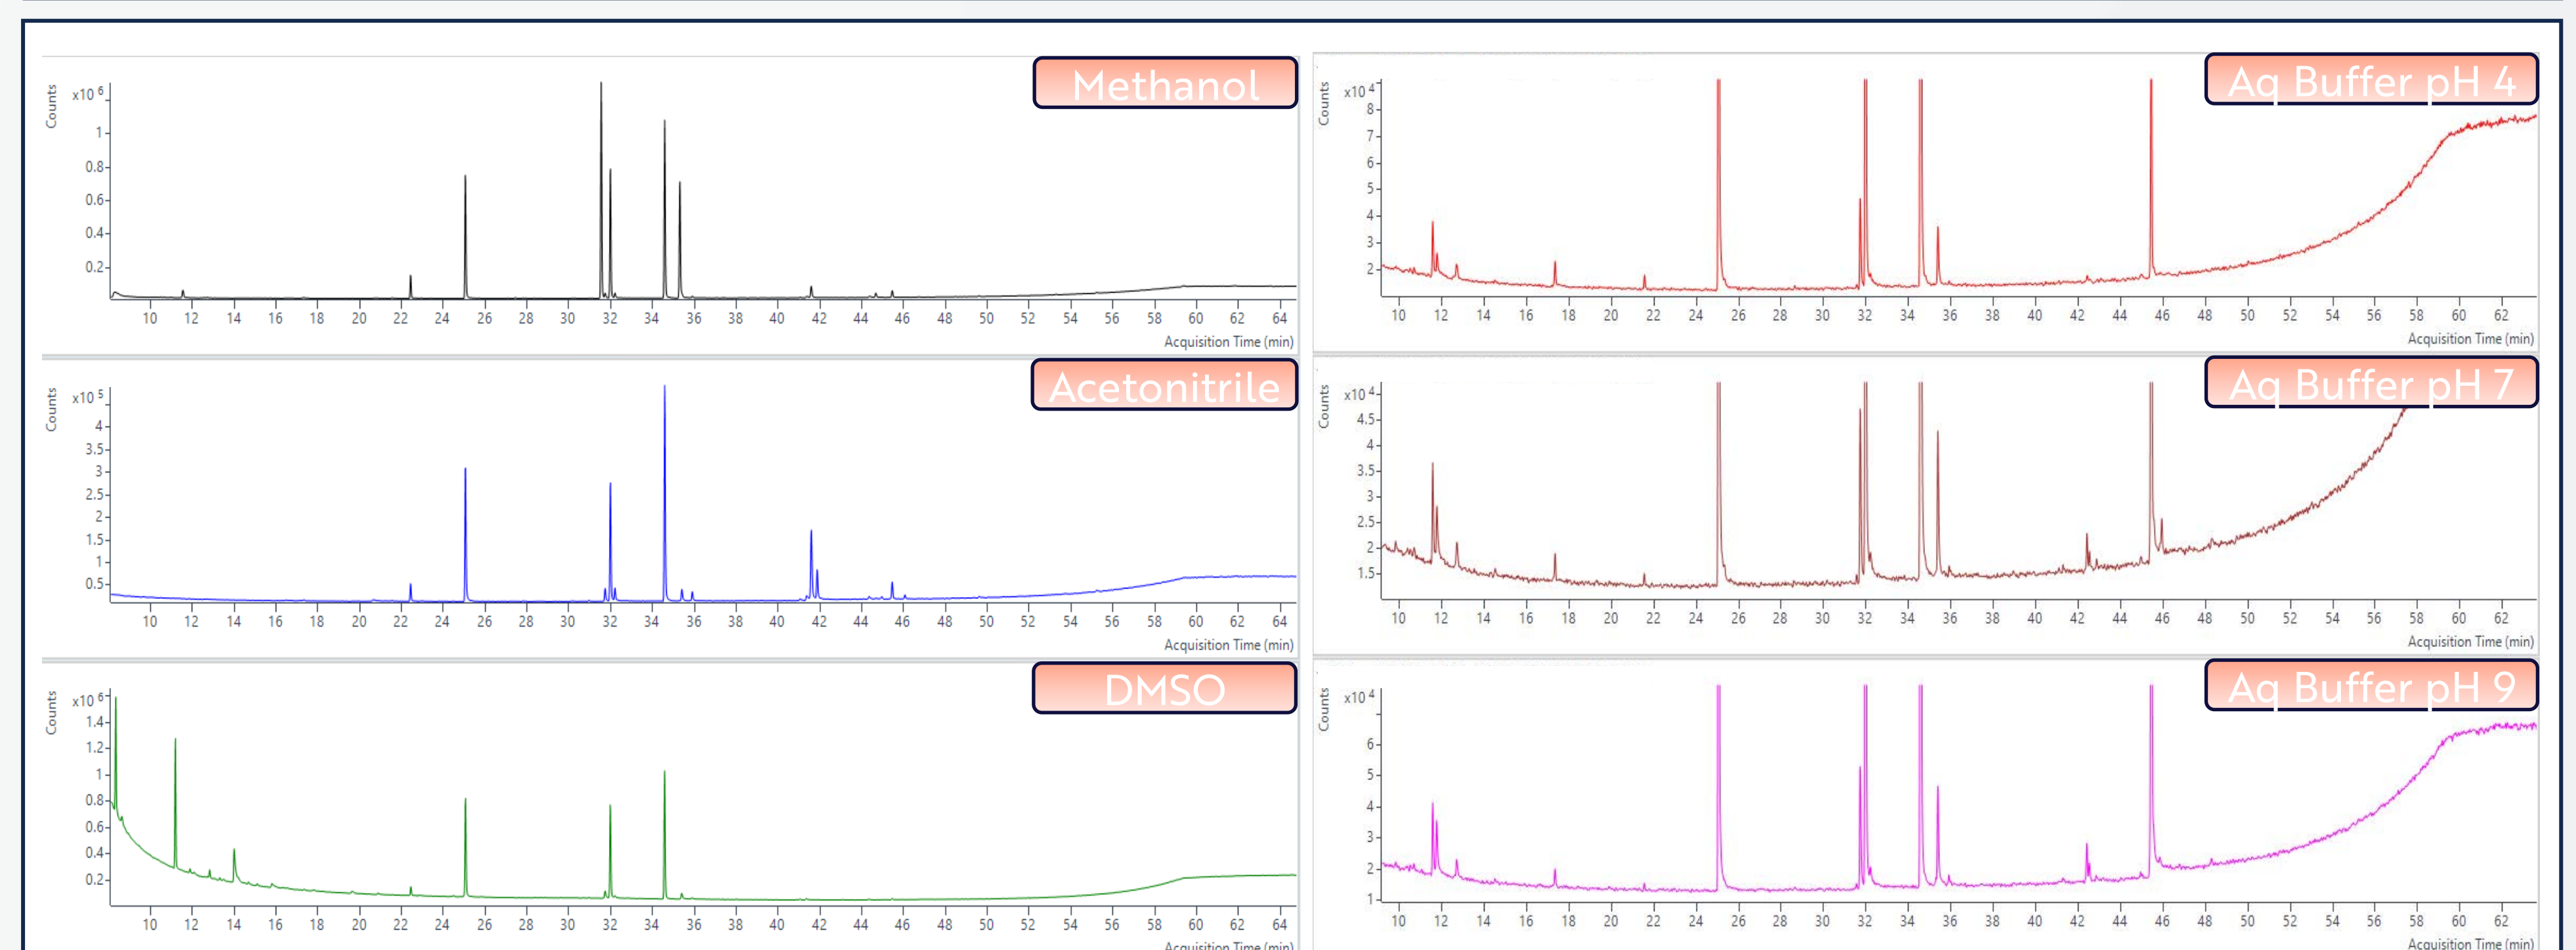 Methanol
Counts
x10 6
1
0.8
0.6
0.4
0.2
10 12 14 16 18 20 22 24 26 28 30 32 34 36 38 40 42 44 46 48 50 52 54 56 58 60 62 64
Acquisition Time (min)
Acetonitrile
Counts
x10 5
4
3.5
3
2.5
2
1.5
1
0.5
10 12 14 16 18 20 22 24 26 28 30 32 34 36 38 40 42 44 46 48 50 52 54 56 58 60 62 64
Acquisition Time (min)
DMSO
Counts
x10 6
1.4
1.2
1
0.8
0.6
0.4
0.2
10 12 14 16 18 20 22 24 26 28 30 32 34 36 38 40 42 44 46 48 50 52 54 56 58 60 62 64
Acquisition Time (min)
Aq Buffer pH 4
Counts
x10 4
8
7
6
5
4
3
2
10 12 14 16 18 20 22 24 26 28 30 32 34 36 38 40 42 44 46 48 50 52 54 56 58 60 62
Acquisition Time (min)
Aq Buffer pH 7
Counts
x10 4
4.5
4
3.5
3
2.5
2
1.5
10 12 14 16 18 20 22 24 26 28 30 32 34 36 38 40 42 44 46 48 50 52 54 56 58 60 62
Acquisition Time (min)
Aq Buffer pH 9
Counts
x10 4
6
5
4
3
2
1
10 12 14 16 18 20 22 24 26 28 30 32 34 36 38 40 42 44 46 48 50 52 54 56 58 60 62
Acquisition Time (min)